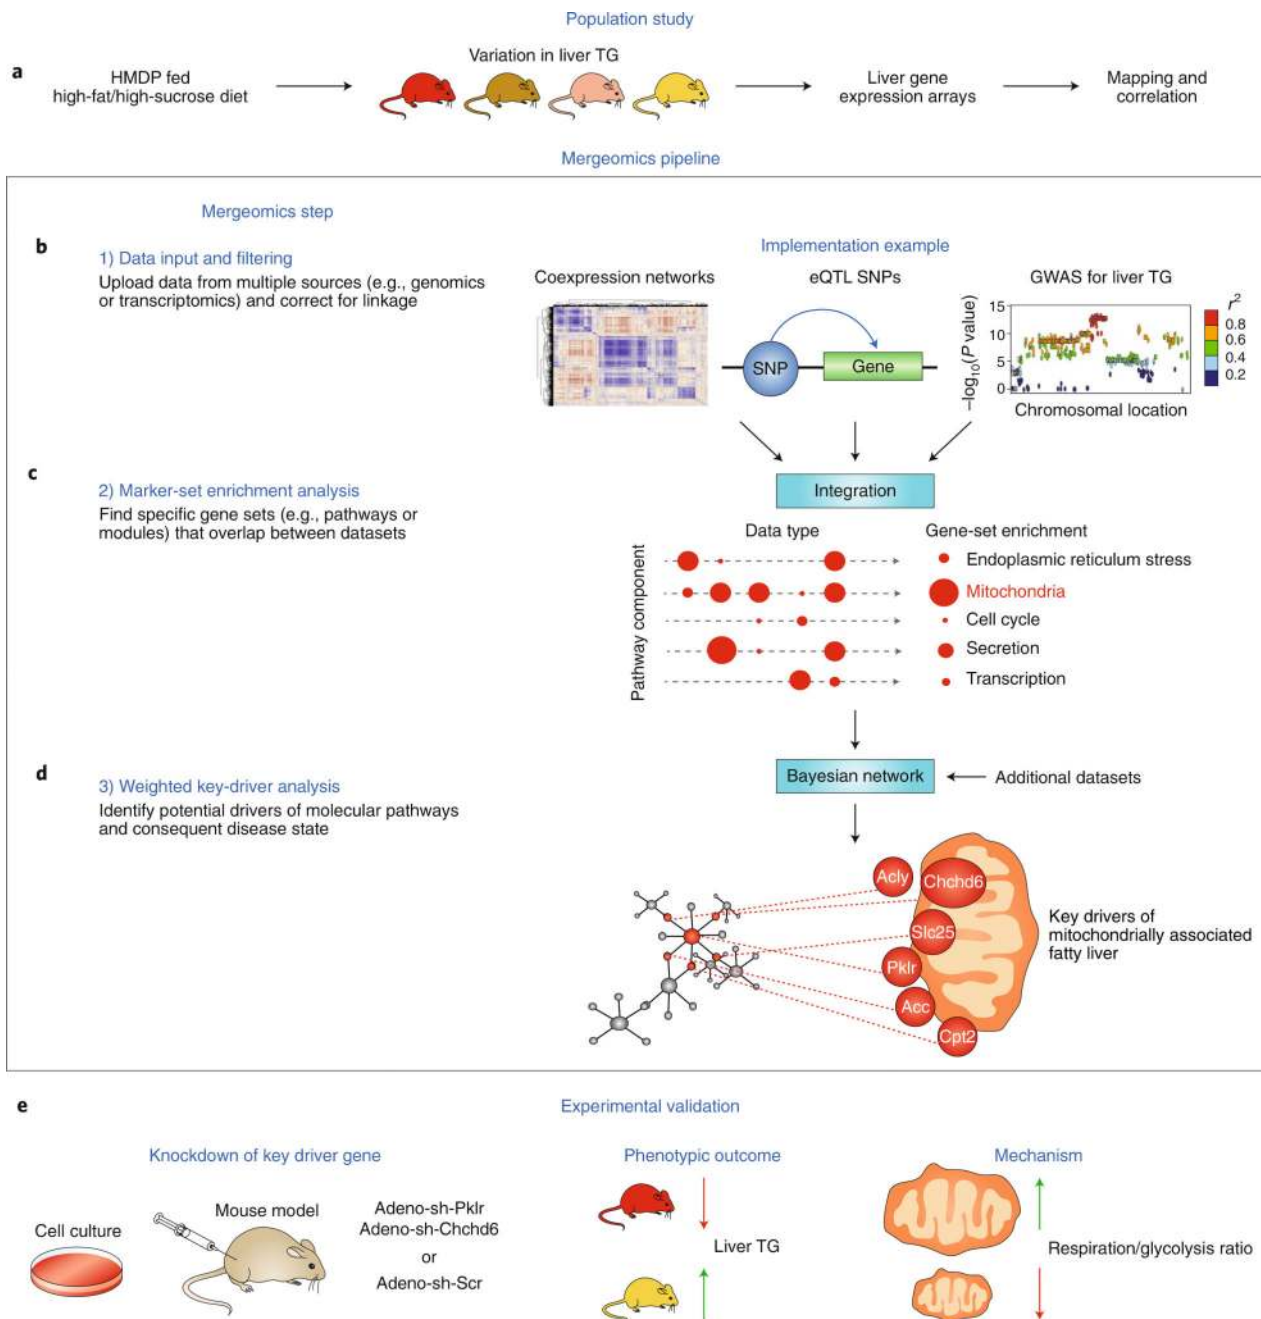 Population study
a
HMDP fed
high-fat/high-sucrose diet
Variation in liver TG
Liver gene
expression arrays
Mapping and
correlation
Mergeomics pipeline
Mergeomics step
b
1) Data input and filtering
Upload data from multiple sources (e.g., genomics
or transcriptomics) and correct for linkage
Implementation example
Coexpression networks
eQTL SNPs
SNP
Gene
GWAS for liver TG
–log10(P value)
15
10
5
0
Chromosomal location
r2
0.8
0.6
0.4
0.2
c
2) Marker-set enrichment analysis
Find specific gene sets (e.g., pathways or
modules) that overlap between datasets
Integration
Data type
Gene-set enrichment
Pathway component
Endoplasmic reticulum stress
Mitochondria
Cell cycle
Secretion
Transcription
d
3) Weighted key-driver analysis
Identify potential drivers of molecular pathways
and consequent disease state
Bayesian network
Additional datasets
Acly
Chchd6
Slc25
Pklr
Acc
Cpt2
Key drivers of
mitochondrially associated
fatty liver
e
Experimental validation
Knockdown of key driver gene
Cell culture
Mouse model
Adeno-sh-Pklr
Adeno-sh-Chchd6
or
Adeno-sh-Scr
Phenotypic outcome
Liver TG
Mechanism
Respiration/glycolysis ratio